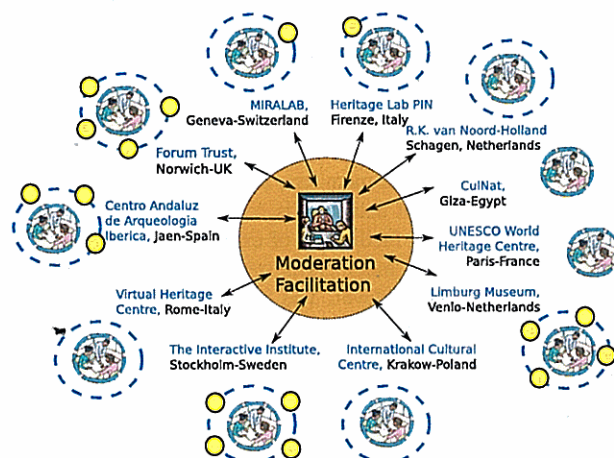 MIRALAB,
Geneva-Switzerland
Heritage Lab PIN
Firenze, Italy
R.K. van Noord-Holland
Schagen, Netherlands
Forum Trust,
Norwich-UK
CulNat,
Giza-Egypt
Centro Andaluz
de Arqueologia
Iberica, Jaen-Spain
UNESCO World
Heritage Centre,
Paris-France
Moderation
Facilitation
Virtual Heritage
Centre, Rome-Italy
Limburg Museum,
Venlo-Netherlands
The Interactive Institute,
Stockholm-Sweden
International Cultural
Centre, Krakow-Poland